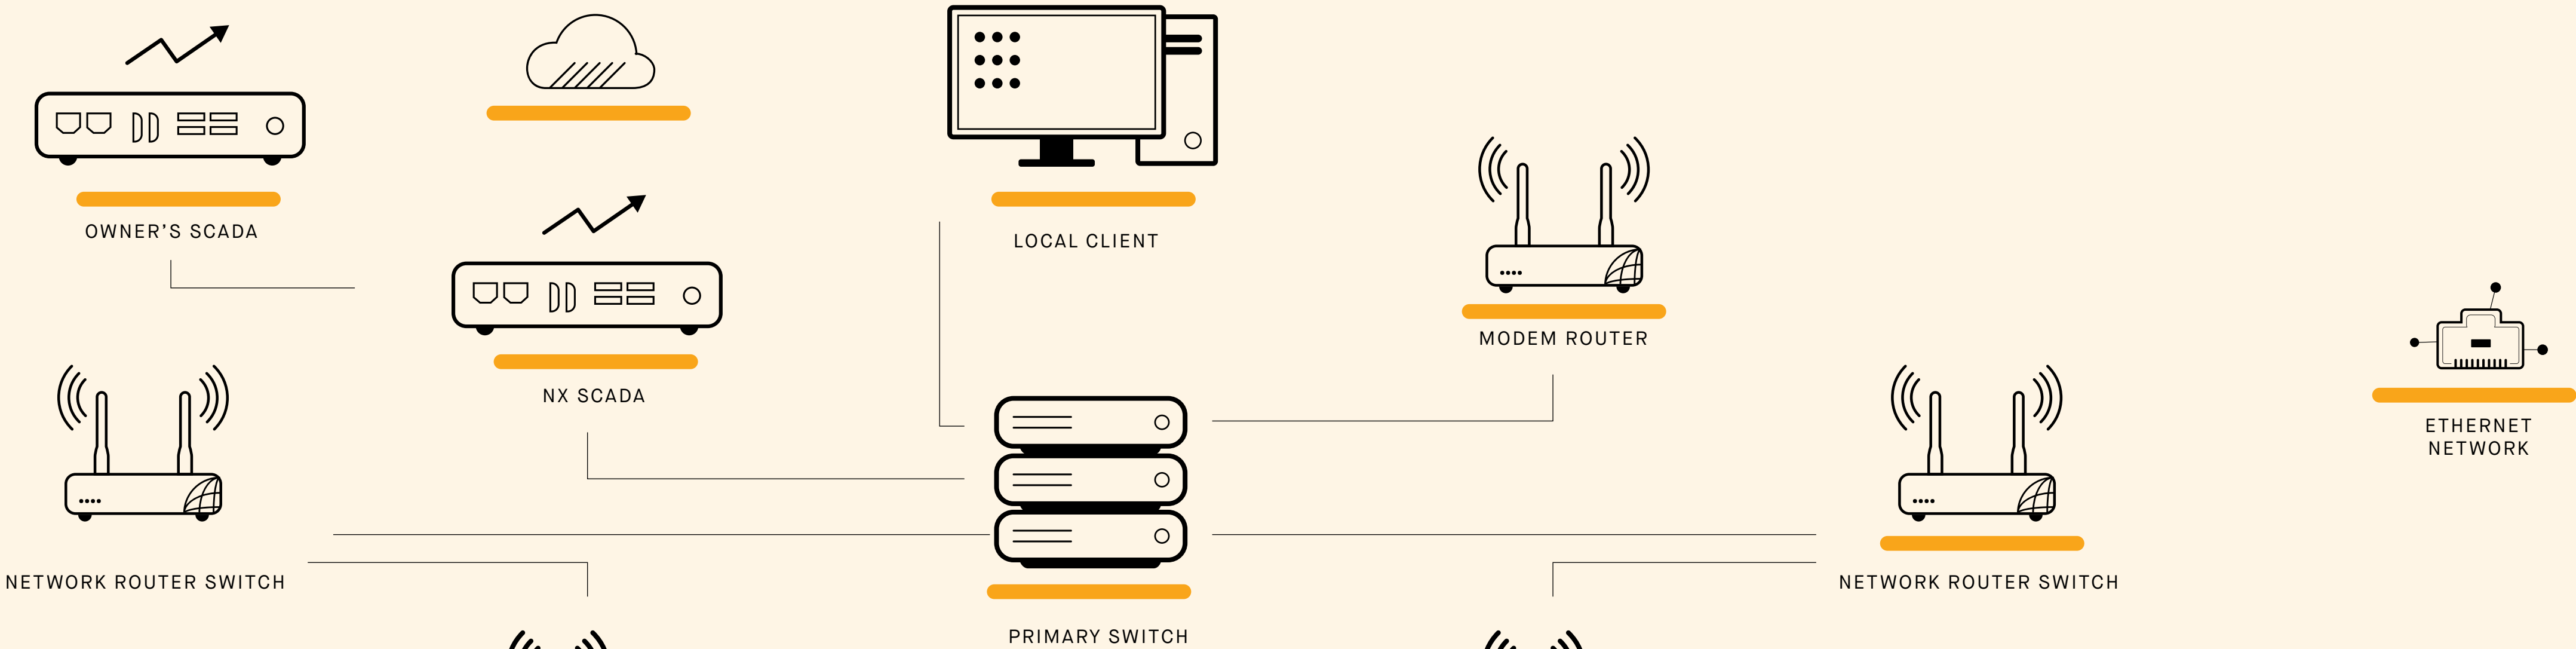 OWNER'S SCADA
LOCAL CLIENT
MODEM ROUTER
NX SCADA
ETHERNET
NETWORK
NETWORK ROUTER SWITCH
NETWORK ROUTER SWITCH
PRIMARY SWITCH